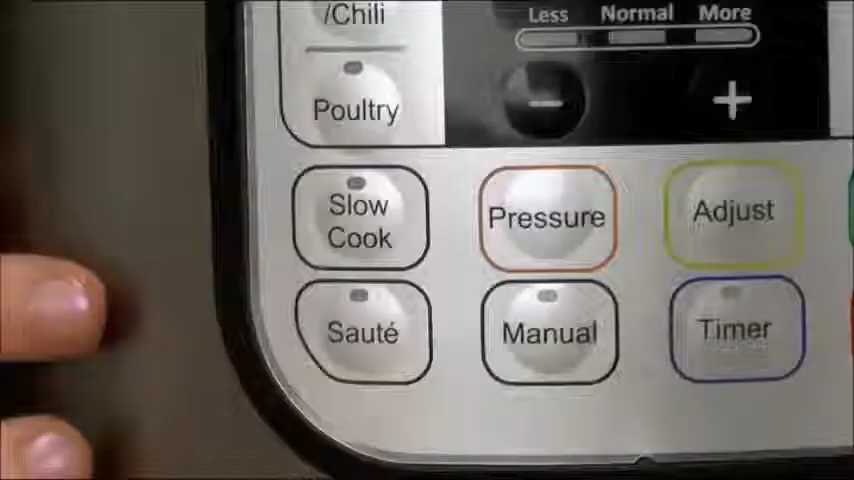 /Chili
Less Normal More
Poultry
- +
Slow
Cook
Pressure
Adjust
Sauté
Manual
Timer